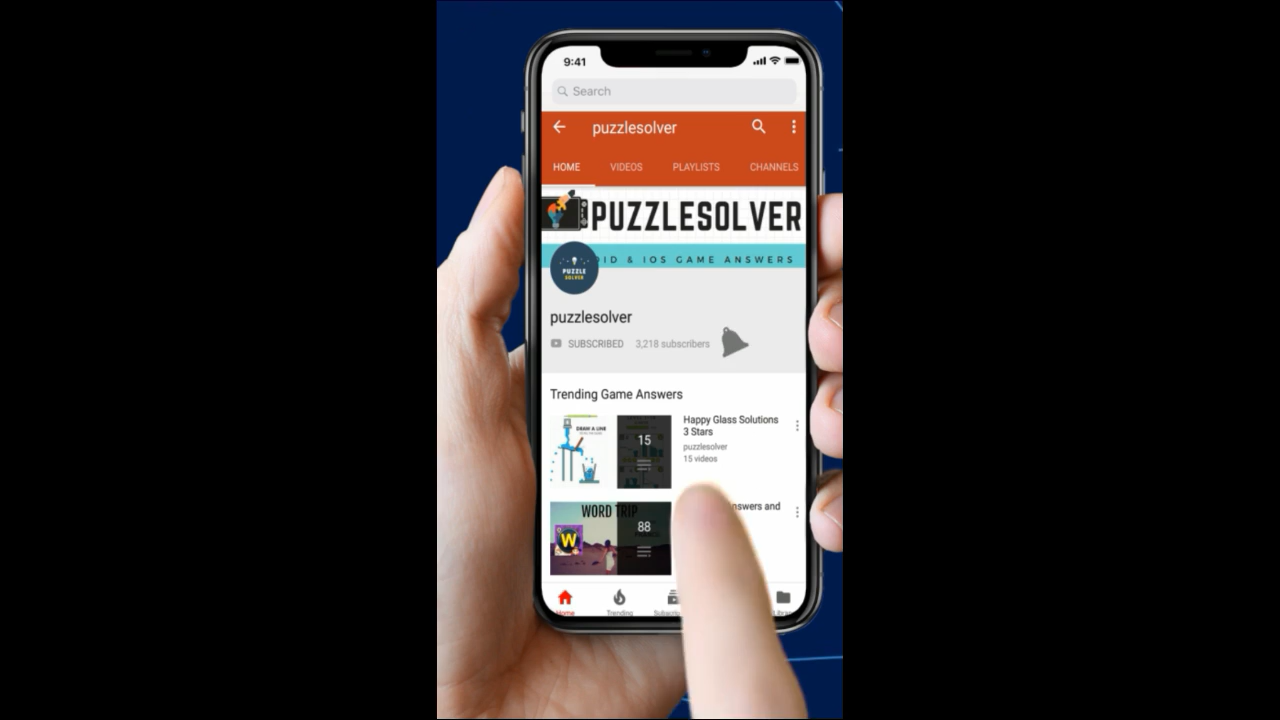 9:41
Search
puzzlesolver
HOME VIDEOS PLAYLISTS CHANNELS
PUZZLESOLVER
ID & IOS GAME ANSWERS
PUZZLE
SOLVER
puzzlesolver
SUBSCRIBED 3,218 subscribers
Trending Game Answers
DRAW A LINE
15
Happy Glass Solutions
3 Stars
puzzlesolver
15 videos
WORD TRIP
W
88
nswers and
Home Trending